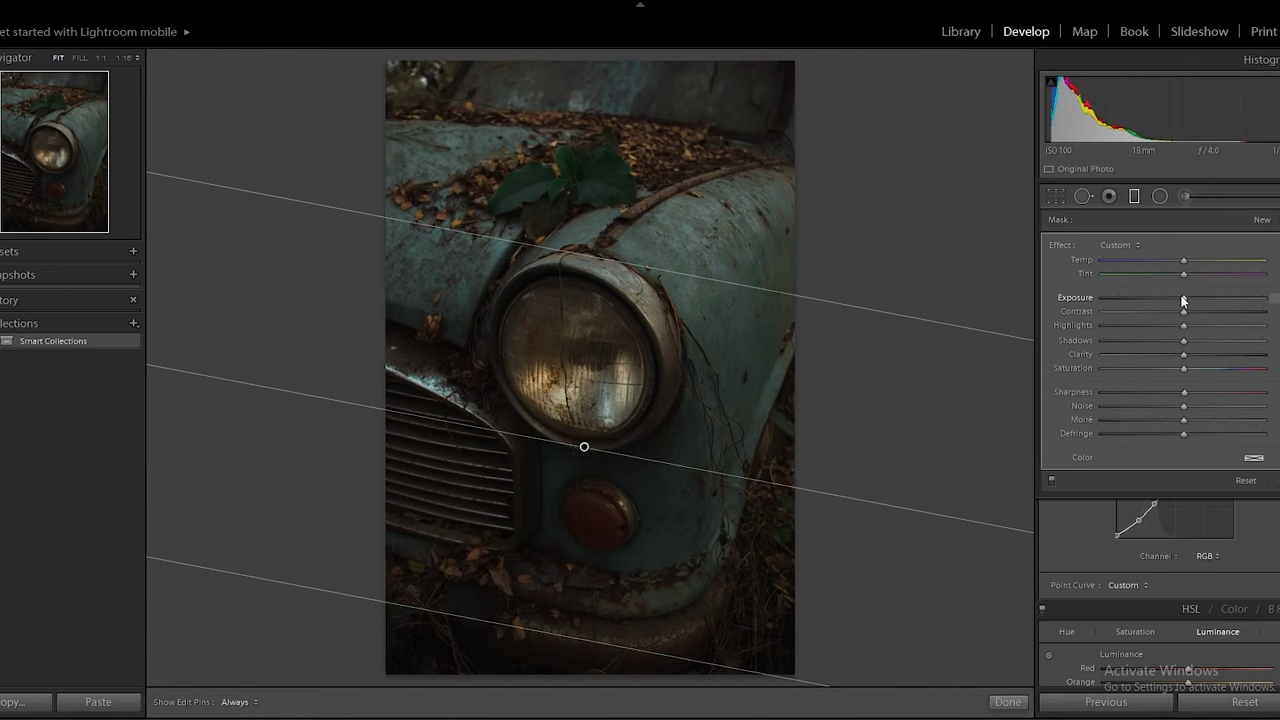 et started with Lightroom mobile ▶
Library | Develop | Map | Book | Slideshow | Print
vigator FIT FILL 1:1 1:16
Histogr
ISO 100 18mm ƒ/4.0 1/
Original Photo
Mask : New
Effect : Custom
Temp
Tint
Exposure
Contrast
Highlights
Shadows
Clarity
Saturation
Sharpness
Noise
Moiré
Defringe
Color
Reset
sets +
apshots +
tory ×
llections +
Smart Collections
Channel : RGB
Point Curve : Custom
HSL / Color / B &
Hue Saturation Luminance
Luminance
Red
Orange
Activate Windows
Go to Settings to activate Windows.
opy... Paste
Show Edit Pins : Always
Done
Previous Reset